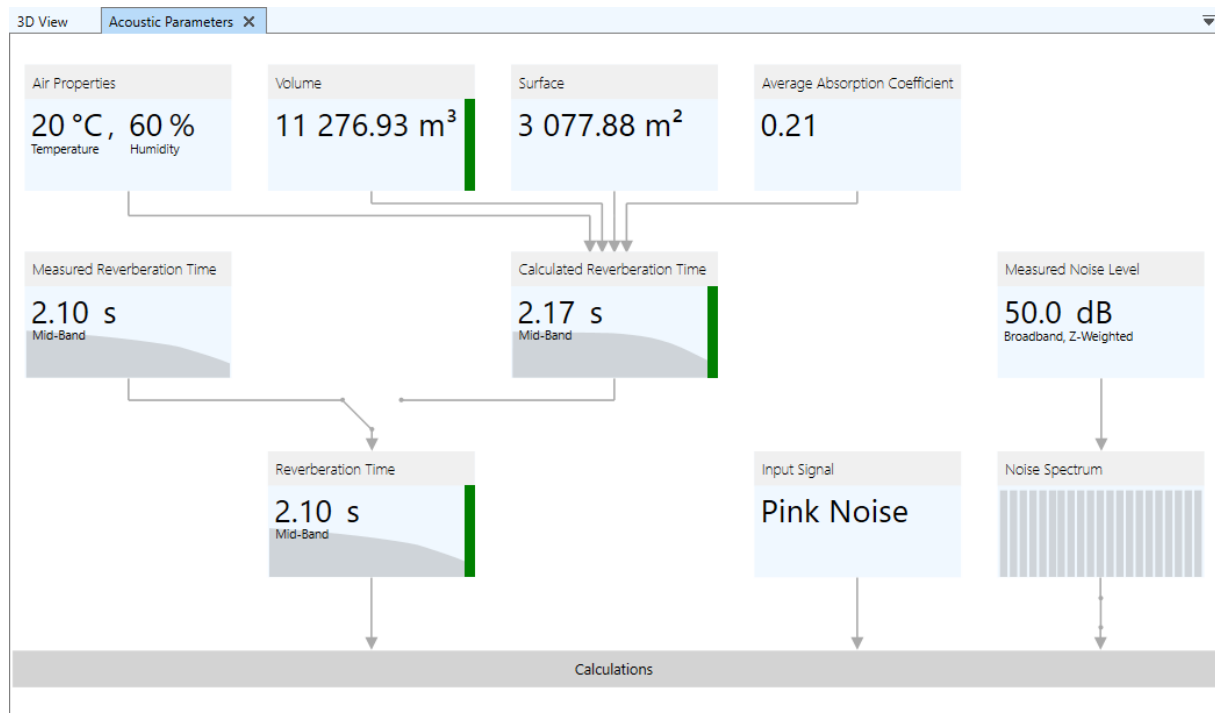 3D View
Acoustic Parameters
Air Properties
20 °C, 60 %
Temperature Humidity
Volume
11 276.93 m³
Surface
3 077.88 m²
Average Absorption Coefficient
0.21
Measured Reverberation Time
2.10 s
Mid-Band
Calculated Reverberation Time
2.17 s
Mid-Band
Measured Noise Level
50.0 dB
Broadband, Z-Weighted
Reverberation Time
2.10 s
Mid-Band
Input Signal
Pink Noise
Noise Spectrum
Calculations